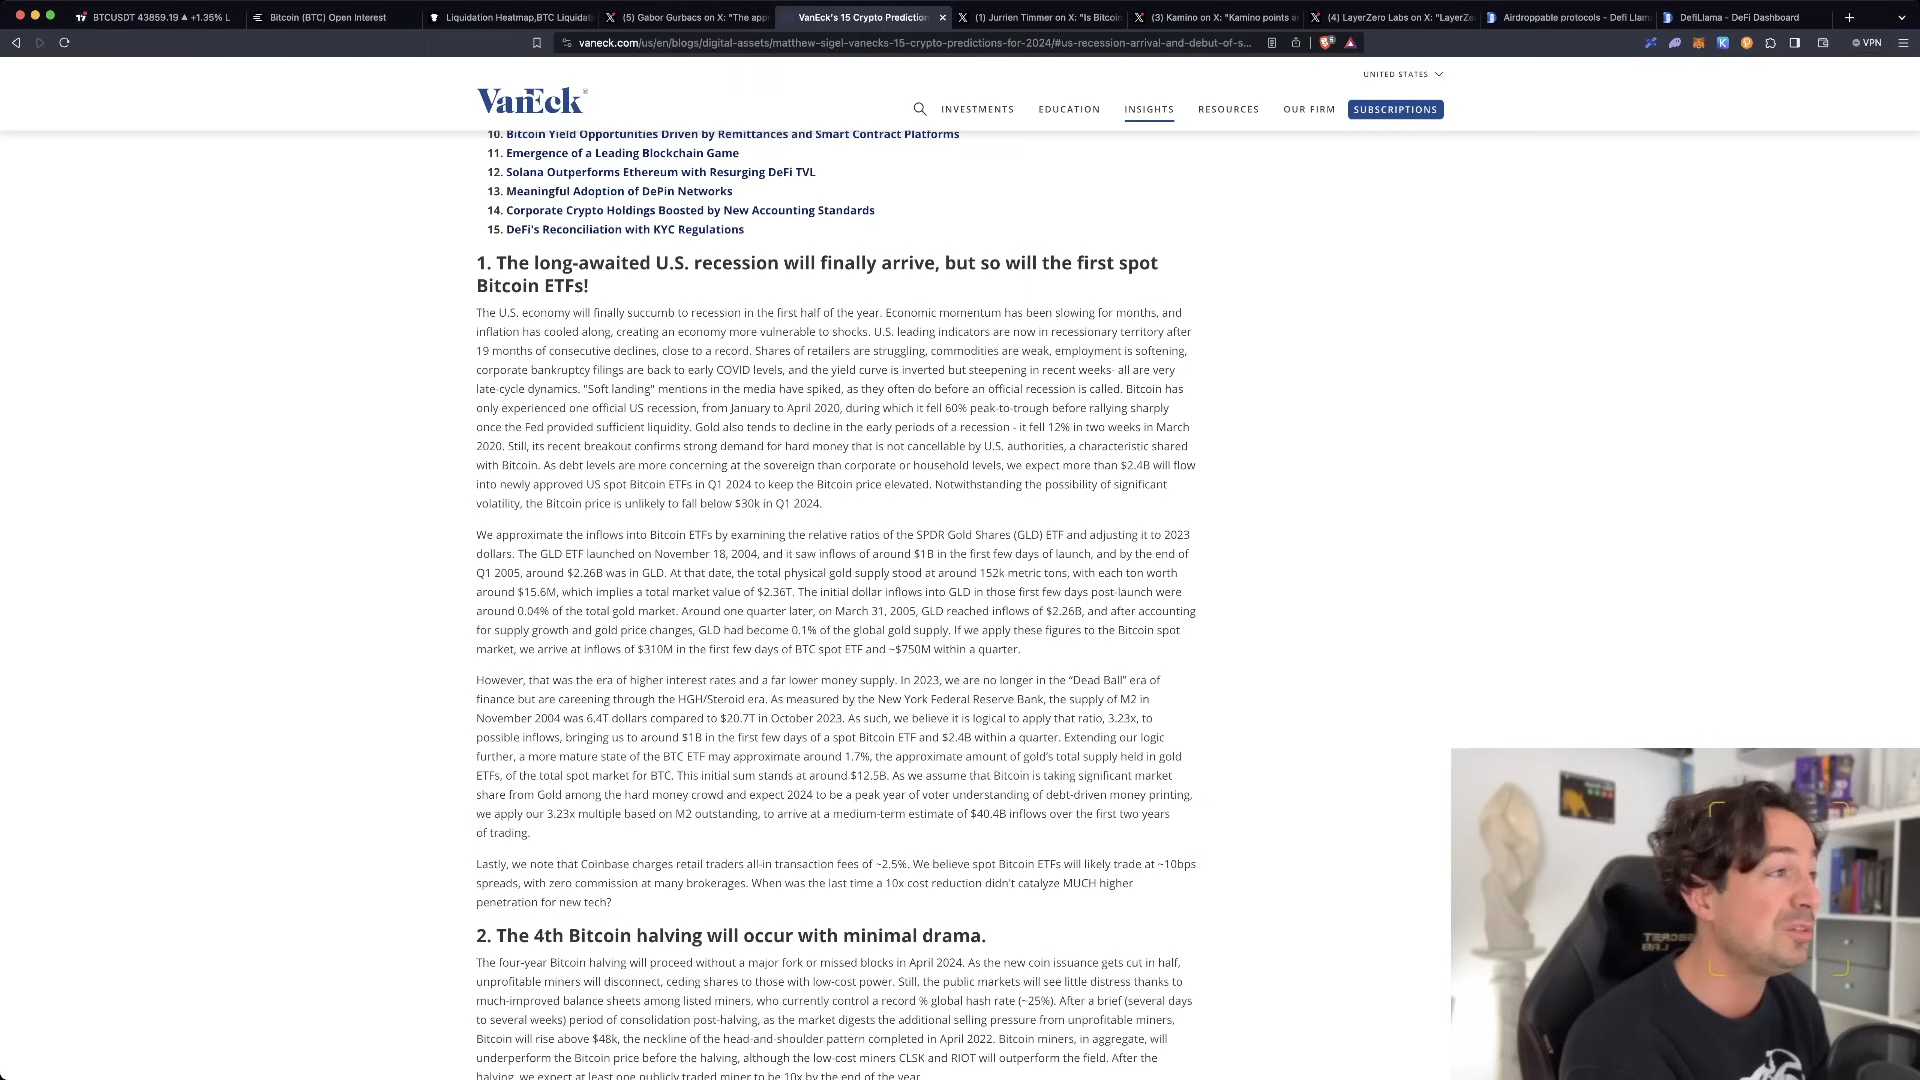 BTCUSDT 43859.19 ▲ +1.35% L
Bitcoin (BTC) Open Interest
Liquidation Heatmap,BTC Liquidati
(5) Gabor Gurbacs on X: "The appr
VanEck's 15 Crypto Prediction
(1) Jurrien Timmer on X: "Is Bitcoin
(3) Kamino on X: "Kamino points a
(4) LayerZero Labs on X: "LayerZe
Airdroppable protocols - Defi Llam
DefiLlama - DeFi Dashboard
vaneck.com/us/en/blogs/digital-assets/matthew-sigel-vanecks-15-crypto-predictions-for-2024/#us-recession-arrival-and-debut-of-s...
VPN
UNITED STATES
VanEck®
INVESTMENTS EDUCATION INSIGHTS RESOURCES OUR FIRM SUBSCRIPTIONS
10. Bitcoin Yield Opportunities Driven by Remittances and Smart Contract Platforms
11. Emergence of a Leading Blockchain Game
12. Solana Outperforms Ethereum with Resurging DeFi TVL
13. Meaningful Adoption of DePin Networks
14. Corporate Crypto Holdings Boosted by New Accounting Standards
15. DeFi's Reconciliation with KYC Regulations
1. The long-awaited U.S. recession will finally arrive, but so will the first spot
Bitcoin ETFs!
The U.S. economy will finally succumb to recession in the first half of the year. Economic momentum has been slowing for months, and
inflation has cooled along, creating an economy more vulnerable to shocks. U.S. leading indicators are now in recessionary territory after
19 months of consecutive declines, close to a record. Shares of retailers are struggling, commodities are weak, employment is softening,
corporate bankruptcy filings are back to early COVID levels, and the yield curve is inverted but steepening in recent weeks- all are very
late-cycle dynamics. "Soft landing" mentions in the media have spiked, as they often do before an official recession is called. Bitcoin has
only experienced one official US recession, from January to April 2020, during which it fell 60% peak-to-trough before rallying sharply
once the Fed provided sufficient liquidity. Gold also tends to decline in the early periods of a recession - it fell 12% in two weeks in March
2020. Still, its recent breakout confirms strong demand for hard money that is not cancellable by U.S. authorities, a characteristic shared
with Bitcoin. As debt levels are more concerning at the sovereign than corporate or household levels, we expect more than $2.4B will flow
into newly approved US spot Bitcoin ETFs in Q1 2024 to keep the Bitcoin price elevated. Notwithstanding the possibility of significant
volatility, the Bitcoin price is unlikely to fall below $30k in Q1 2024.
We approximate the inflows into Bitcoin ETFs by examining the relative ratios of the SPDR Gold Shares (GLD) ETF and adjusting it to 2023
dollars. The GLD ETF launched on November 18, 2004, and it saw inflows of around $1B in the first few days of launch, and by the end of
Q1 2005, around $2.26B was in GLD. At that date, the total physical gold supply stood at around 152k metric tons, with each ton worth
around $15.6M, which implies a total market value of $2.36T. The initial dollar inflows into GLD in those first few days post-launch were
around 0.04% of the total gold market. Around one quarter later, on March 31, 2005, GLD reached inflows of $2.26B, and after accounting
for supply growth and gold price changes, GLD had become 0.1% of the global gold supply. If we apply these figures to the Bitcoin spot
market, we arrive at inflows of $310M in the first few days of BTC spot ETF and ~$750M within a quarter.
However, that was the era of higher interest rates and a far lower money supply. In 2023, we are no longer in the “Dead Ball” era of
finance but are careening through the HGH/Steroid era. As measured by the New York Federal Reserve Bank, the supply of M2 in
November 2004 was 6.4T dollars compared to $20.7T in October 2023. As such, we believe it is logical to apply that ratio, 3.23x, to
possible inflows, bringing us to around $1B in the first few days of a spot Bitcoin ETF and $2.4B within a quarter. Extending our logic
further, a more mature state of the BTC ETF may approximate around 1.7%, the approximate amount of gold’s total supply held in gold
ETFs, of the total spot market for BTC. This initial sum stands at around $12.5B. As we assume that Bitcoin is taking significant market
share from Gold among the hard money crowd and expect 2024 to be a peak year of voter understanding of debt-driven money printing,
we apply our 3.23x multiple based on M2 outstanding, to arrive at a medium-term estimate of $40.4B inflows over the first two years
of trading.
Lastly, we note that Coinbase charges retail traders all-in transaction fees of ~2.5%. We believe spot Bitcoin ETFs will likely trade at ~10bps
spreads, with zero commission at many brokerages. When was the last time a 10x cost reduction didn't catalyze MUCH higher
penetration for new tech?
2. The 4th Bitcoin halving will occur with minimal drama.
The four-year Bitcoin halving will proceed without a major fork or missed blocks in April 2024. As the new coin issuance gets cut in half,
unprofitable miners will disconnect, ceding shares to those with low-cost power. Still, the public markets will see little distress thanks to
much-improved balance sheets among listed miners, who currently control a record % global hash rate (~25%). After a brief (several days
to several weeks) period of consolidation post-halving, as the market digests the additional selling pressure from unprofitable miners,
Bitcoin will rise above $48k, the neckline of the head-and-shoulder pattern completed in April 2022. Bitcoin miners, in aggregate, will
underperform the Bitcoin price before the halving, although the low-cost miners CLSK and RIOT will outperform the field. After the
halving, we expect at least one publicly traded miner to be 10x by the end of the year.